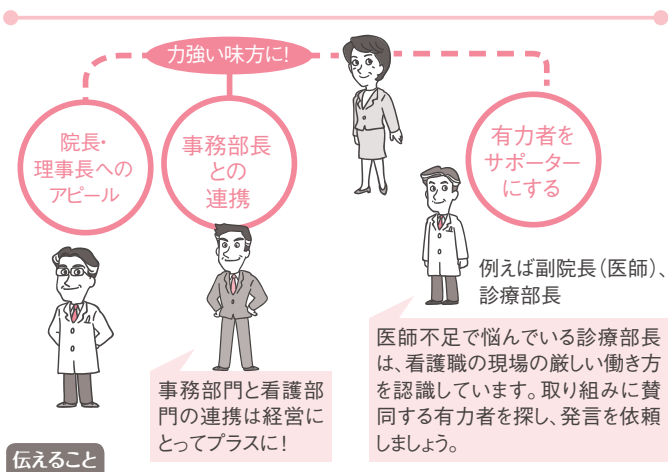 力強い味方に！
院長・
理事長への
アピール
事務部長
との
連携
有力者を
サポーター
にする
例えば副院長（医師）、
診療部長
事務部門と看護部
門の連携は経営に
とってプラスに！
医師不足で悩んでいる診療部長
は、看護職の現場の厳しい働き方
を認識しています。取り組みに賛
同する有力者を探し、発言を依頼
しましょう。
伝えること